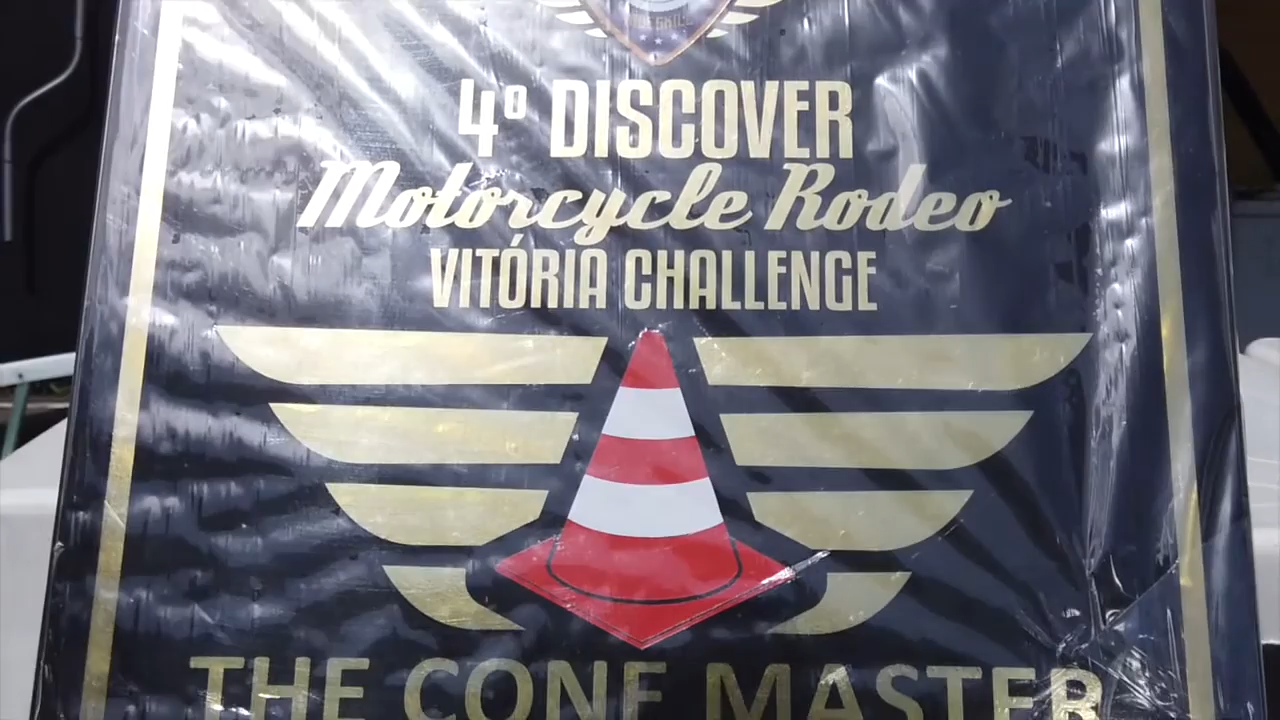 4º DISCOVER
Motorcycle Rodeo
VITÓRIA CHALLENGE
THE CONE MASTER